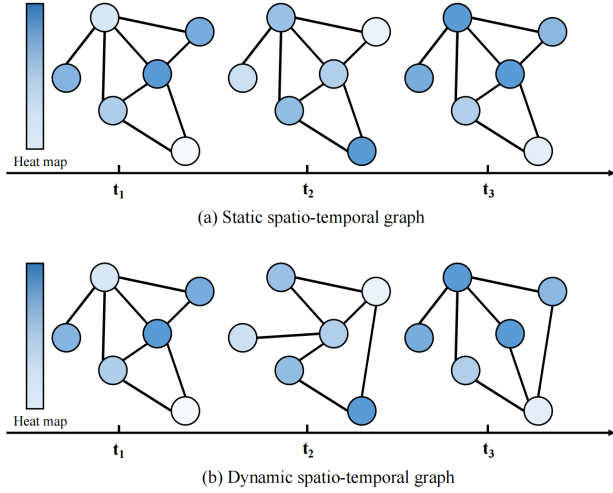 Heat map
t1 t2 t3
(a) Static spatio-temporal graph
Heat map
t1 t2 t3
(b) Dynamic spatio-temporal graph